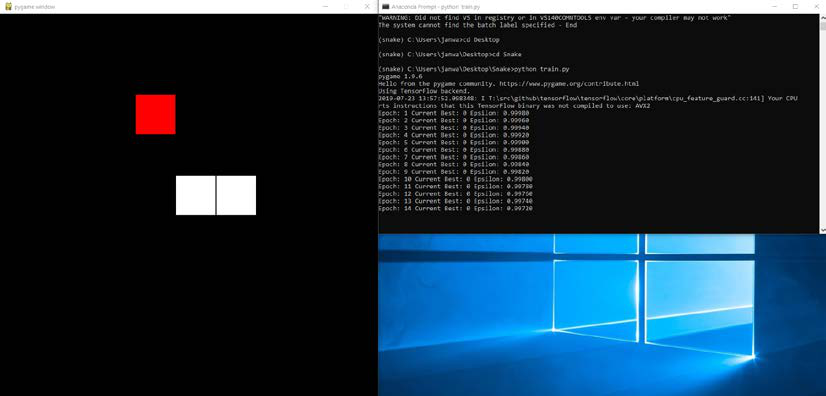 pygame window
Anaconda Prompt - python train.py
"WARNING: Did not find VS in registry or in VS140COMNTOOLS env var - your compiler may not work"
The system cannot find the batch label specified - End
(snake) C:\Users\janwa>cd Desktop
(snake) C:\Users\janwa\Desktop>cd Snake
(snake) C:\Users\janwa\Desktop\Snake>python train.py
pygame 1.9.6
Hello from the pygame community. https://www.pygame.org/contribute.html
Using TensorFlow backend.
2019-07-23 13:57:52.098348: I T:\src\github\tensorflow\tensorflow\core\platform\cpu_feature_guard.cc:141] Your CPU
rts instructions that this TensorFlow binary was not compiled to use: AVX2
Epoch: 1 Current Best: 0 Epsilon: 0.99980
Epoch: 2 Current Best: 0 Epsilon: 0.99960
Epoch: 3 Current Best: 0 Epsilon: 0.99940
Epoch: 4 Current Best: 0 Epsilon: 0.99920
Epoch: 5 Current Best: 0 Epsilon: 0.99900
Epoch: 6 Current Best: 0 Epsilon: 0.99880
Epoch: 7 Current Best: 0 Epsilon: 0.99860
Epoch: 8 Current Best: 0 Epsilon: 0.99840
Epoch: 9 Current Best: 0 Epsilon: 0.99820
Epoch: 10 Current Best: 0 Epsilon: 0.99800
Epoch: 11 Current Best: 0 Epsilon: 0.99780
Epoch: 12 Current Best: 0 Epsilon: 0.99760
Epoch: 13 Current Best: 0 Epsilon: 0.99740
Epoch: 14 Current Best: 0 Epsilon: 0.99720